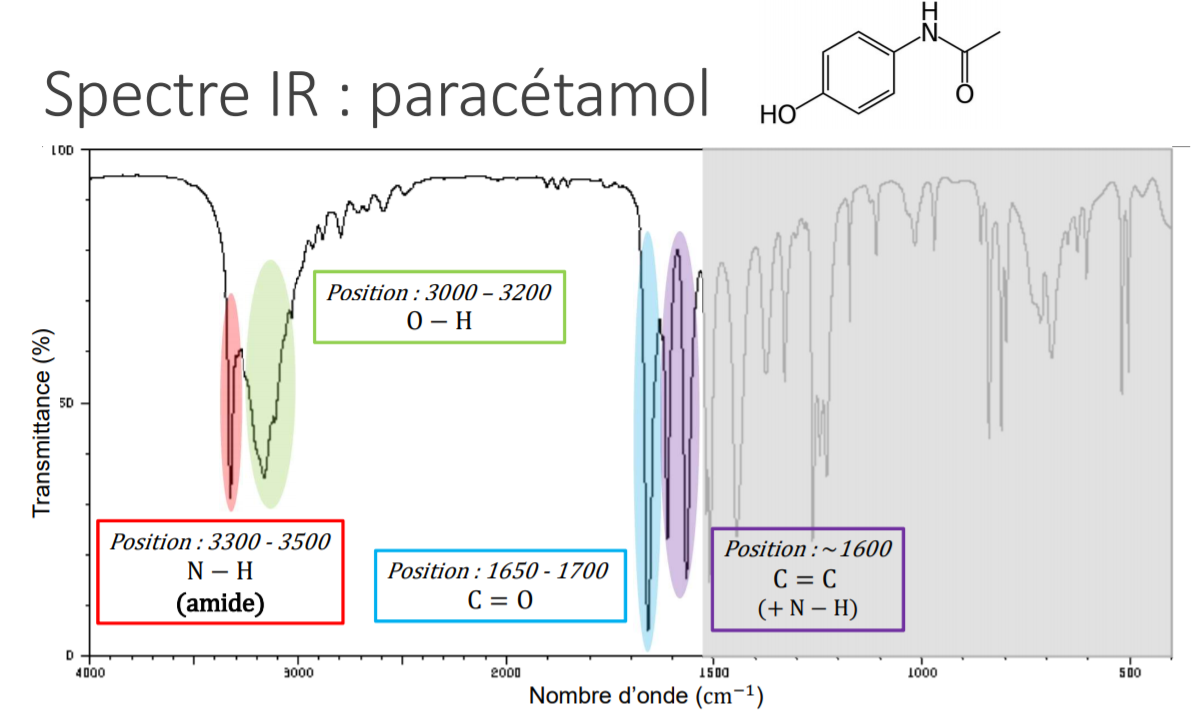 H
N
O
HO
Spectre IR : paracétamol
100
50
0
Transmittance (%)
Position : 3000 – 3200
O – H
Position : 3300 - 3500
N – H
(amide)
Position : 1650 - 1700
C = O
Position : ~ 1600
C = C
(+ N – H)
4000 3000 2000 1500 1000 500
Nombre d’onde (cm⁻¹)